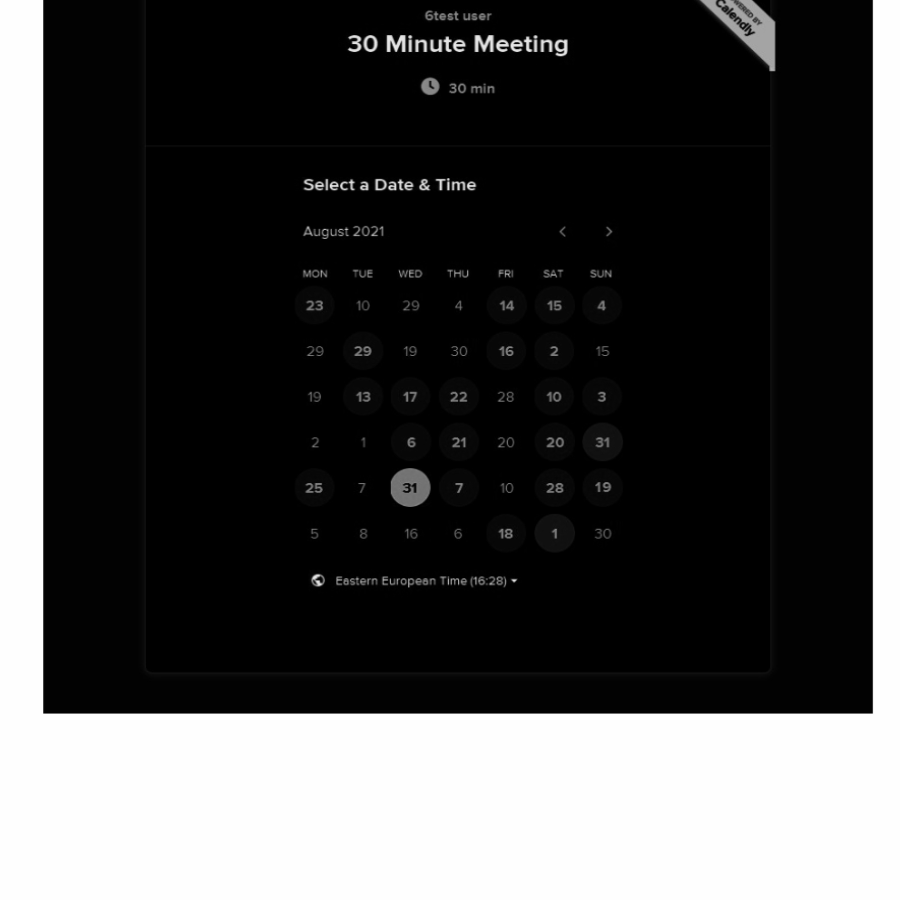 6test user
30 Minute Meeting
POWERED BY
Calendly
30 min
Select a Date & Time
August 2021
MON TUE WED THU FRI SAT SUN
23 10 29 4 14 15 4
29 29 19 30 16 2 15
19 13 17 22 28 10 3
2 1 6 21 20 20 31
25 7 31 7 10 28 19
5 8 16 6 18 1 30
Eastern European Time (16:28)